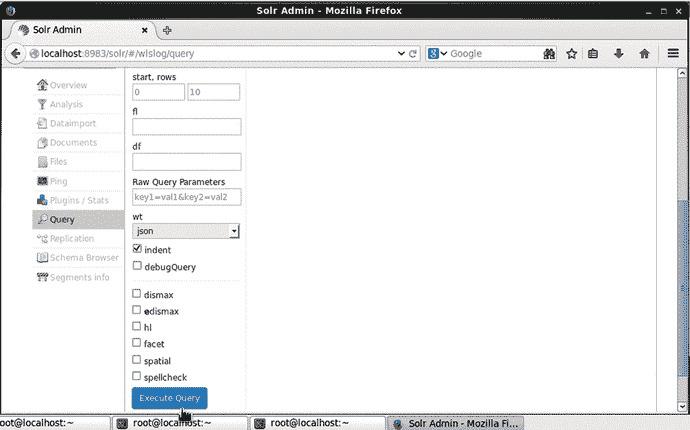 Solr Admin - Mozilla Firefox
Solr Admin
localhost:8983/solr/#/wlslog/query
Google
Overview
Analysis
Dataimport
Documents
Files
Ping
Plugins / Stats
Query
Replication
Schema Browser
Segments info
start, rows
0 10
fl
df
Raw Query Parameters
key1=val1&key2=val2
wt
json
indent
debugQuery
dismax
edismax
hl
facet
spatial
spellcheck
Execute Query
oot@localhost:~ root@localhost:~ root@localhost:~ Solr Admin - Mozilla Fi...